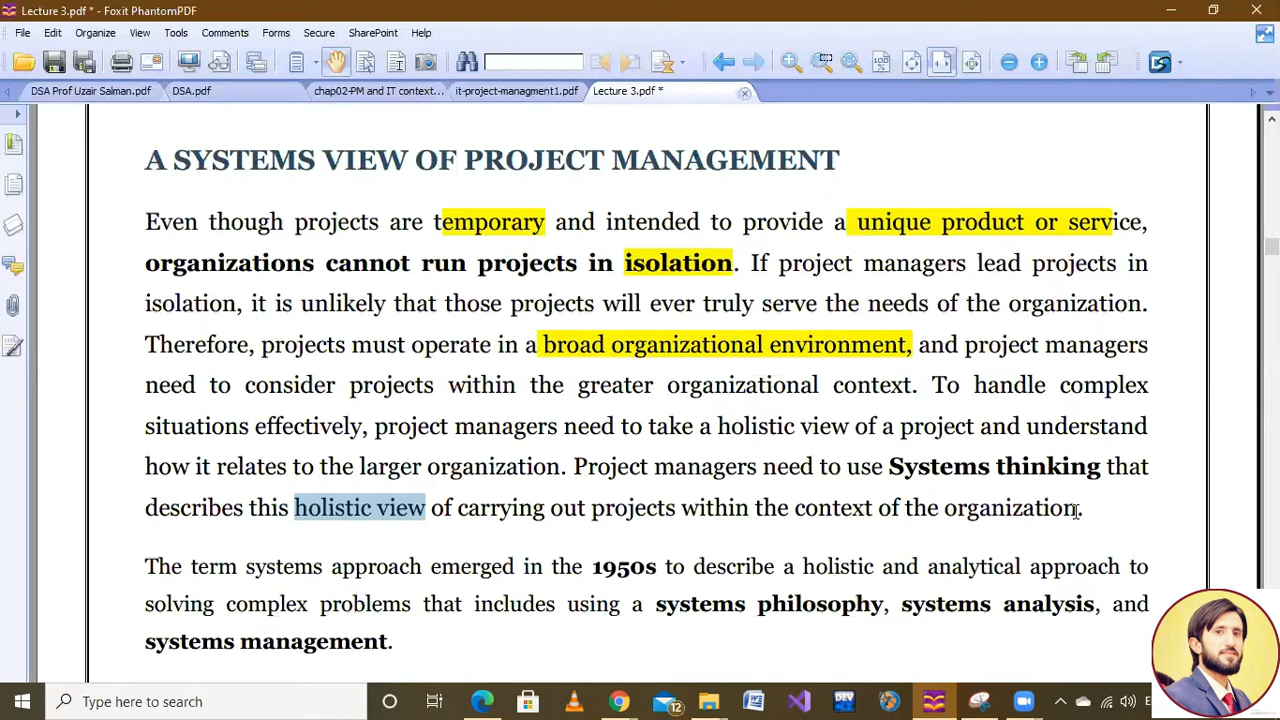 Lecture 3.pdf * - Foxit PhantomPDF
File Edit Organize View Tools Comments Forms Secure SharePoint Help
DSA Prof Uzair Salman.pdf DSA.pdf chap02-PM and IT context... it-project-managment1.pdf Lecture 3.pdf *
A SYSTEMS VIEW OF PROJECT MANAGEMENT
Even though projects are temporary and intended to provide a unique product or service,
organizations cannot run projects in isolation. If project managers lead projects in
isolation, it is unlikely that those projects will ever truly serve the needs of the organization.
Therefore, projects must operate in a broad organizational environment, and project managers
need to consider projects within the greater organizational context. To handle complex
situations effectively, project managers need to take a holistic view of a project and understand
how it relates to the larger organization. Project managers need to use Systems thinking that
describes this holistic view of carrying out projects within the context of the organization.
The term systems approach emerged in the 1950s to describe a holistic and analytical approach to
solving complex problems that includes using a systems philosophy, systems analysis, and
systems management.
Type here to search
12
DEV